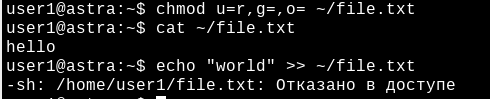 user1@astra:~$ chmod u=r,g=,o= ~/file.txt
user1@astra:~$ cat ~/file.txt
hello
user1@astra:~$ echo "world" >> ~/file.txt
-sh: /home/user1/file.txt: Отказано в доступе
user1@astra:~$